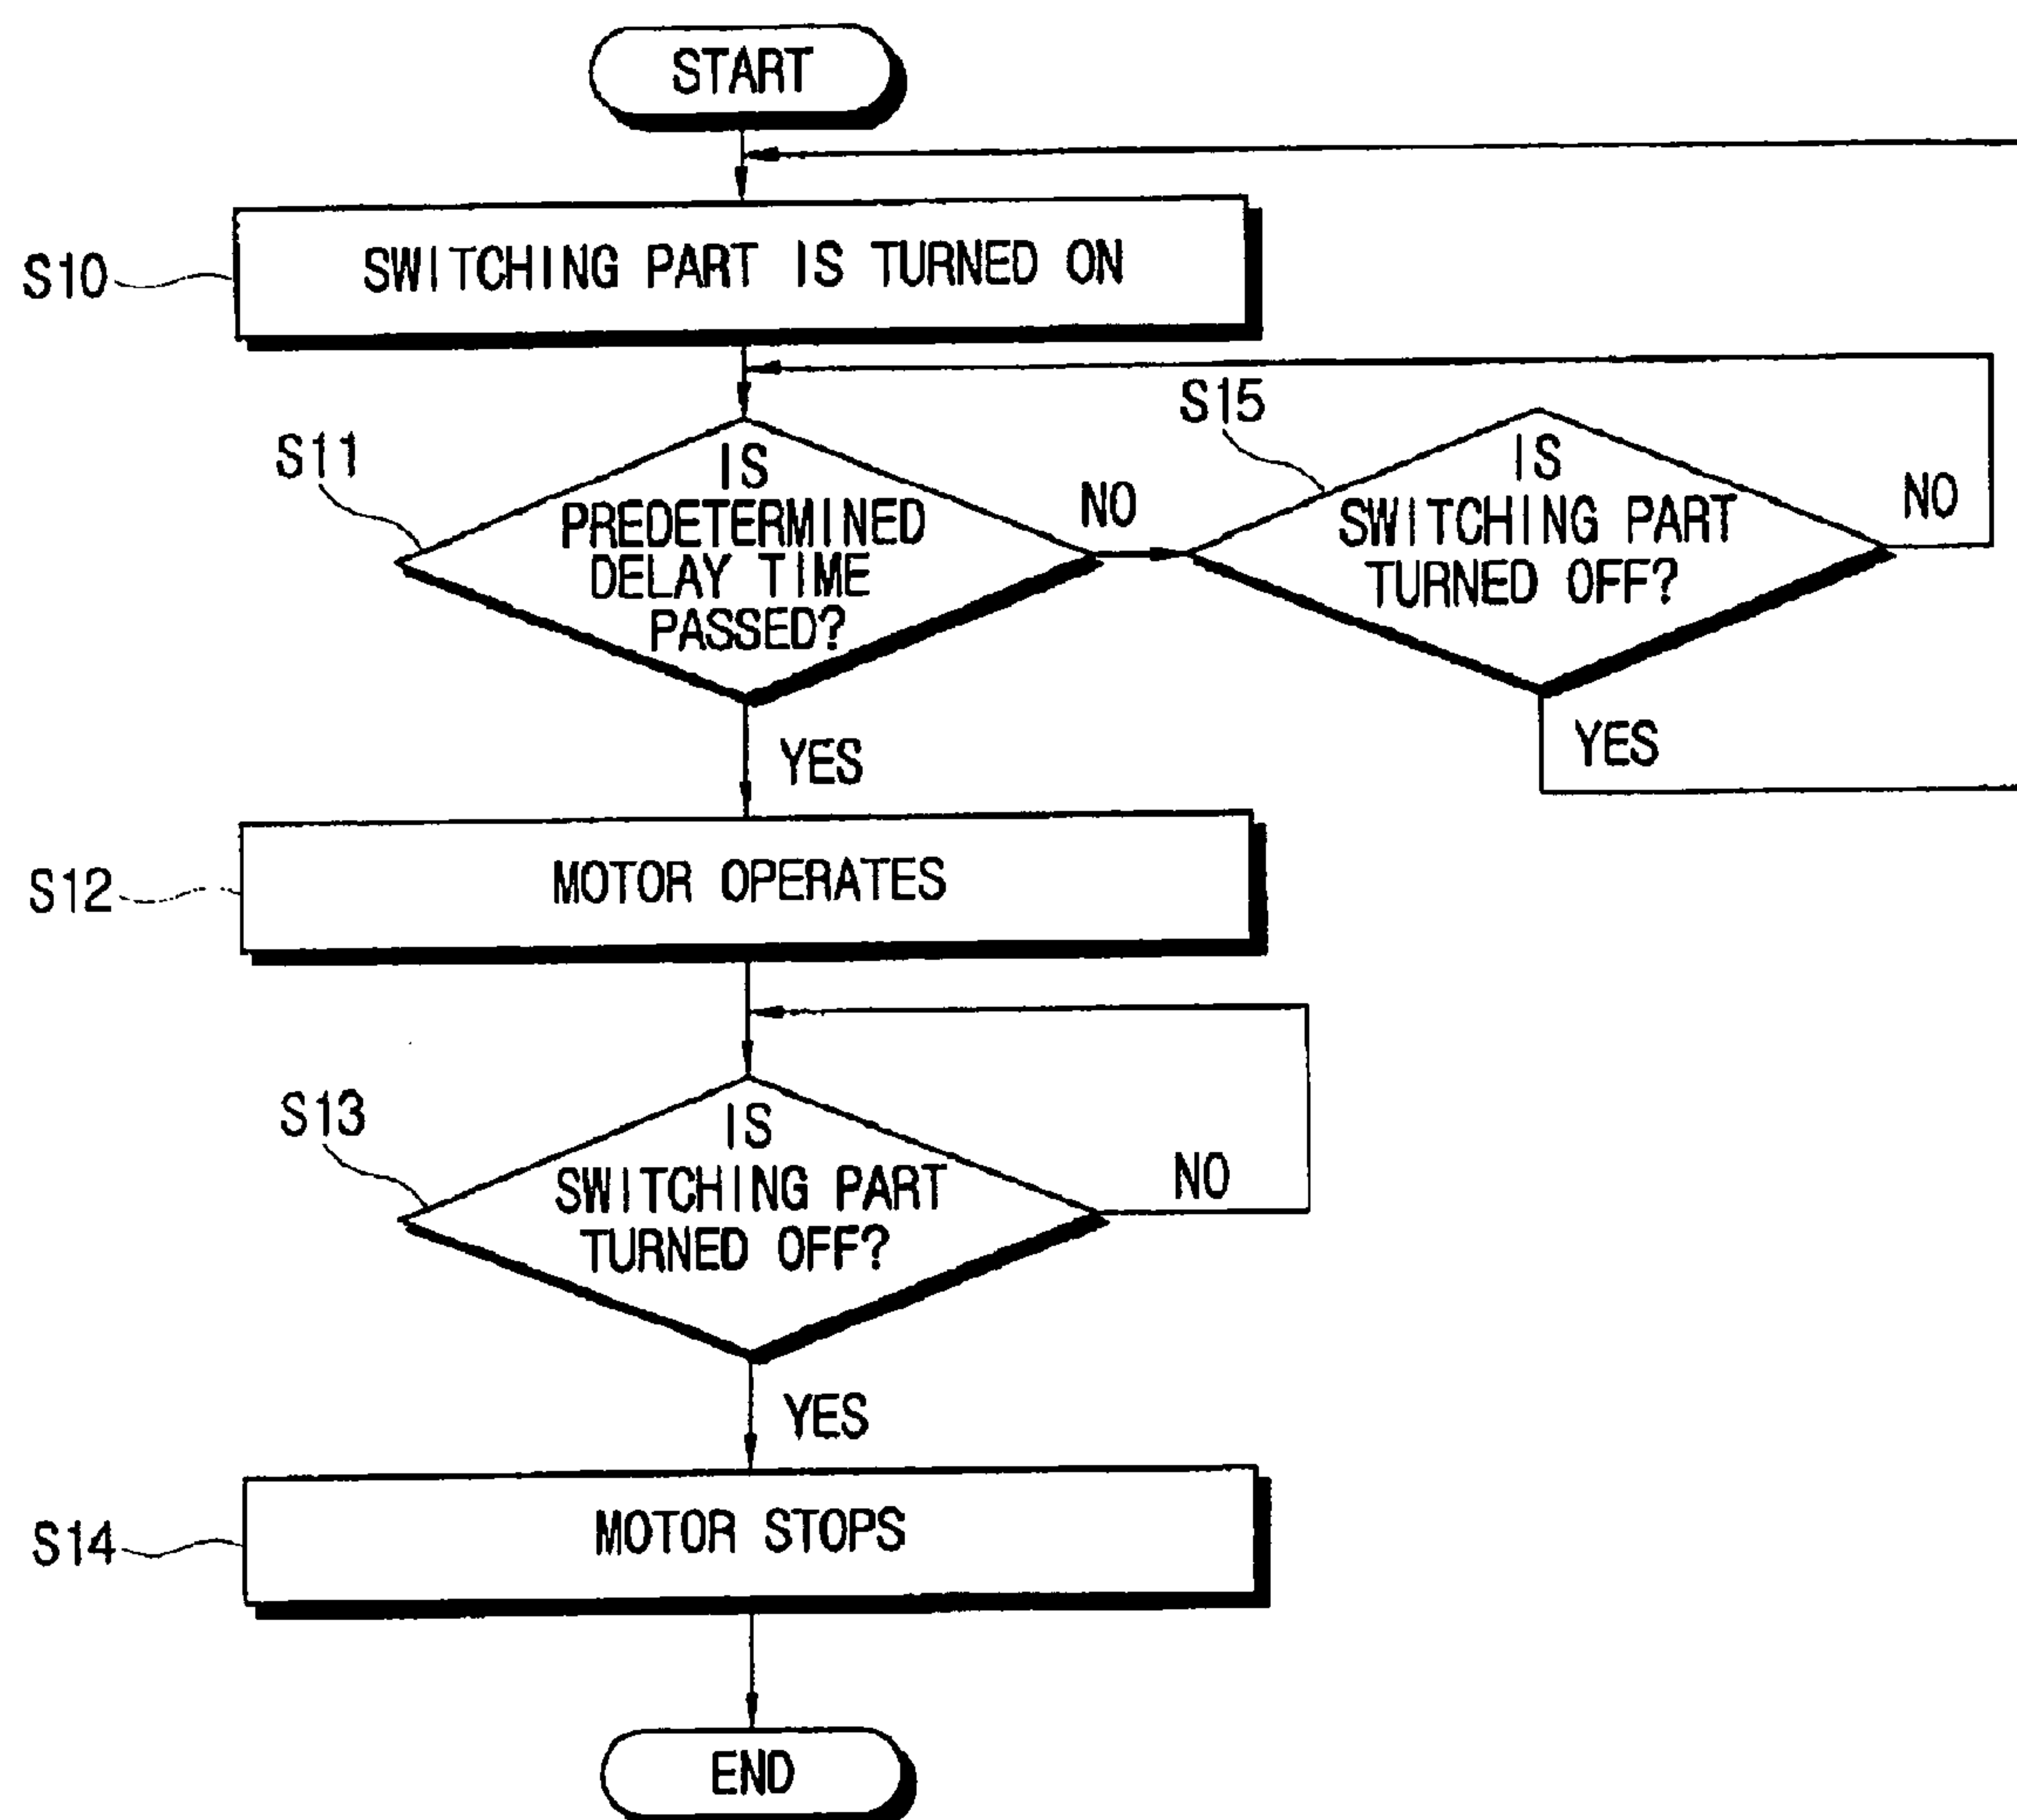 START
S10
SWITCHING PART IS TURNED ON
S11
IS
PREDETERMINED
DELAY TIME
PASSED?
NO
S15
IS
SWITCHING PART
TURNED OFF?
NO
YES
YES
S12
MOTOR OPERATES
S13
IS
SWITCHING PART
TURNED OFF?
NO
YES
S14
MOTOR STOPS
END